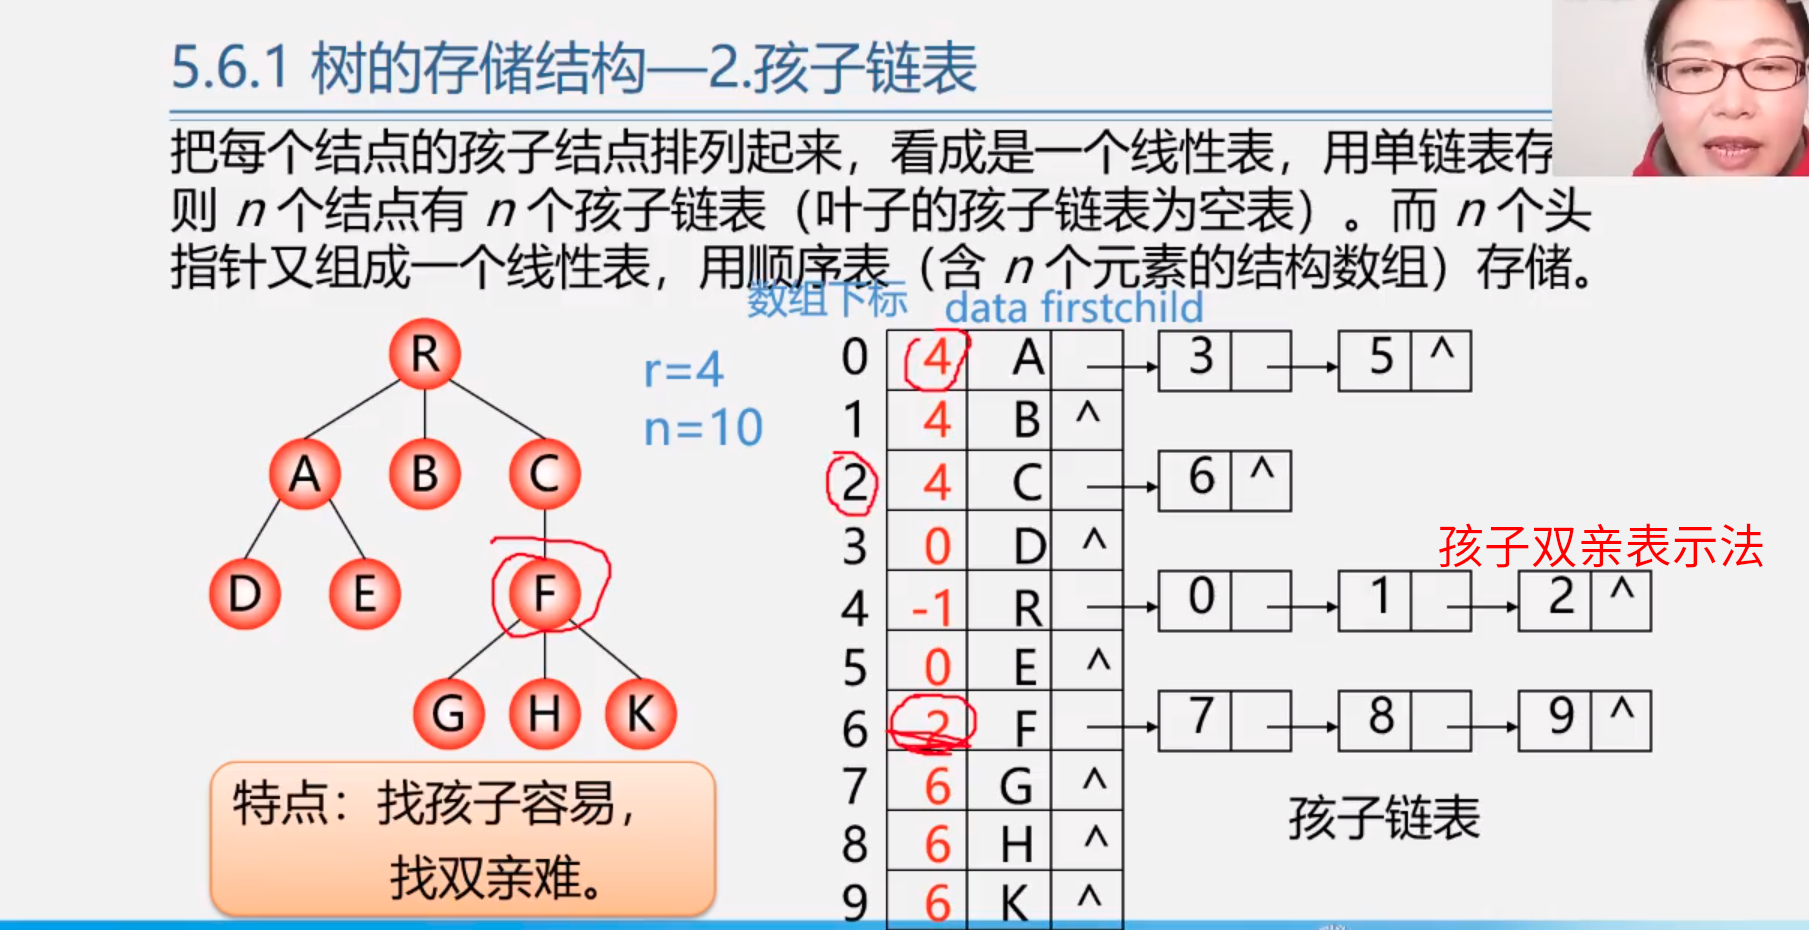 5.6.1 树的存储结构—2.孩子链表
把每个结点的孩子结点排列起来，看成是一个线性表，用单链表存
则 n 个结点有 n 个孩子链表（叶子的孩子链表为空表）。而 n 个头
指针又组成一个线性表，用顺序表（含 n 个元素的结构数组）存储。
数组下标 data firstchild
R
A B C
D E F
G H K
r=4
n=10
0 4 A 3 5 ^
1 4 B ^
2 4 C 6 ^
3 0 D ^
孩子双亲表示法
4 -1 R 0 1 2 ^
5 0 E ^
6 2 F 7 8 9 ^
7 6 G ^
8 6 H ^
9 6 K ^
孩子链表
特点：找孩子容易，
找双亲难。